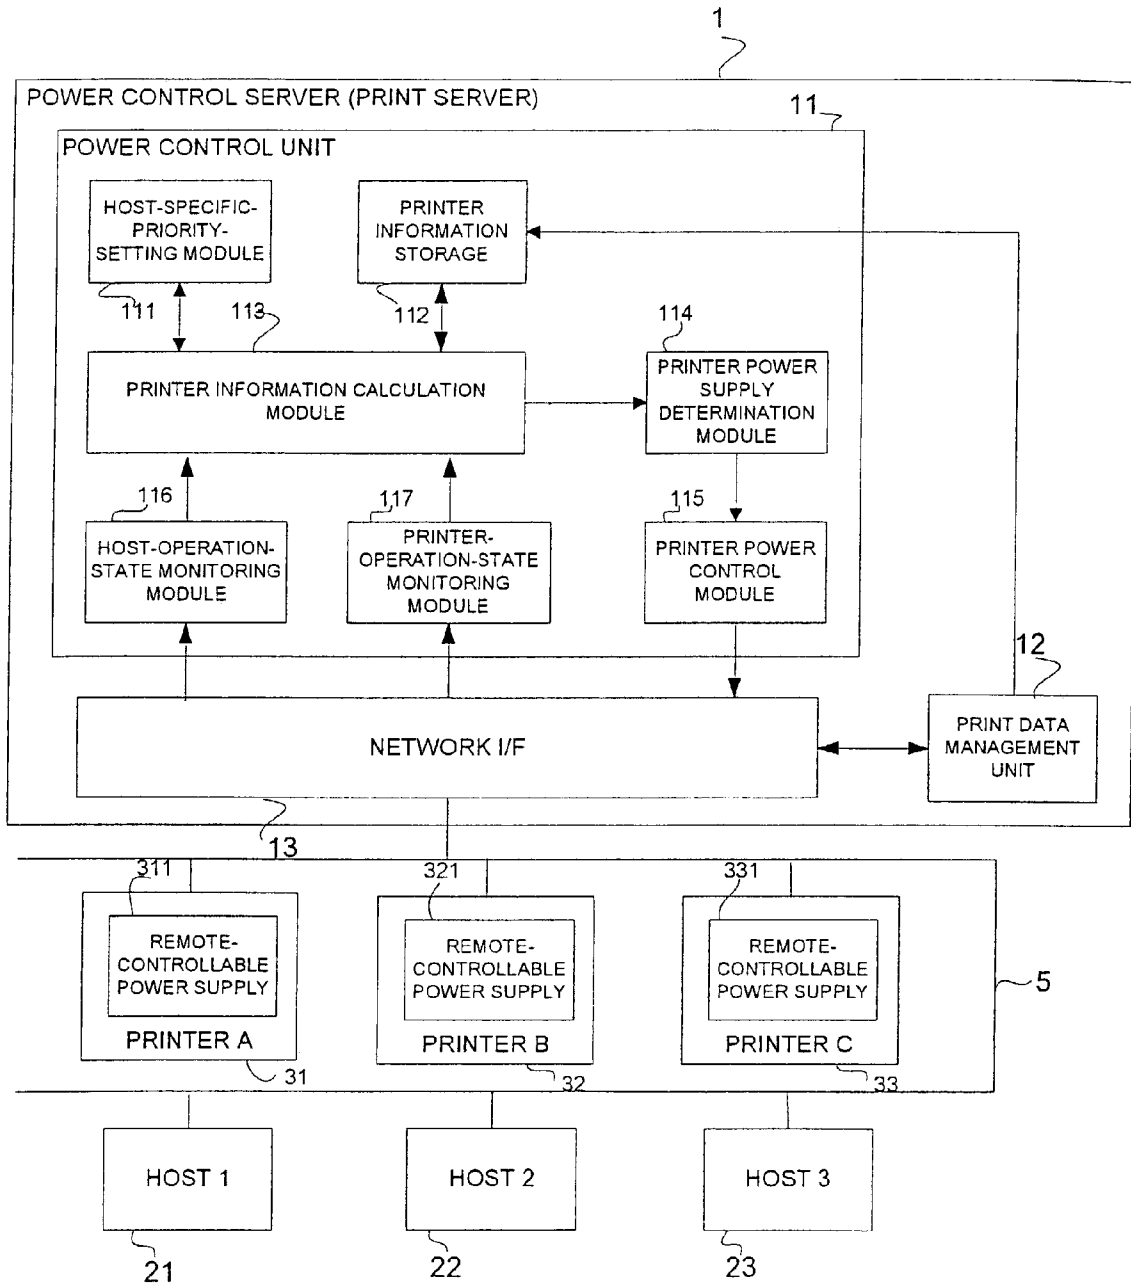 1
POWER CONTROL SERVER (PRINT SERVER)
11
POWER CONTROL UNIT
HOST-SPECIFIC-
PRIORITY-
SETTING MODULE
111
PRINTER
INFORMATION
STORAGE
112
113
PRINTER INFORMATION CALCULATION
MODULE
114
PRINTER POWER
SUPPLY
DETERMINATION
MODULE
116
HOST-OPERATION-
STATE MONITORING
MODULE
117
PRINTER-
OPERATION-STATE
MONITORING
MODULE
115
PRINTER POWER
CONTROL
MODULE
12
PRINT DATA
MANAGEMENT
UNIT
NETWORK I/F
13
311
REMOTE-
CONTROLLABLE
POWER SUPPLY
PRINTER A
31
321
REMOTE-
CONTROLLABLE
POWER SUPPLY
PRINTER B
32
331
REMOTE-
CONTROLLABLE
POWER SUPPLY
PRINTER C
33
5
HOST 1
21
HOST 2
22
HOST 3
23